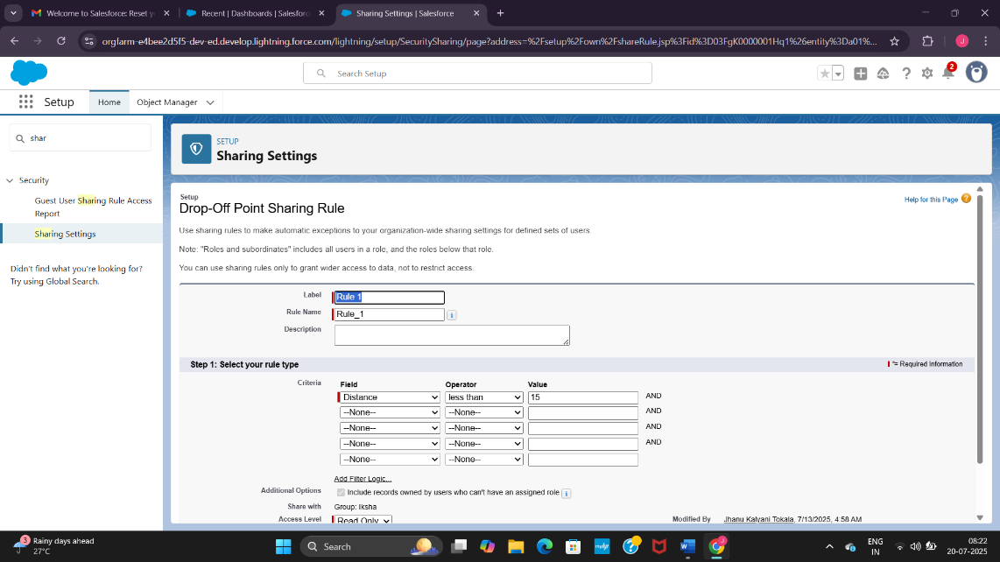 Welcome to Salesforce: Reset y
Recent | Dashboards | Salesforc
Sharing Settings | Salesforce
orgfarm-e4bee2d5f5-dev-ed.develop.lightning.force.com/lightning/setup/SecuritySharing/page?address=%2Fsetup%2Fown%2FshareRule.jsp%3Fid%3D03FgK0000001Hq1%26entity%3Da01%...
J
Search Setup
2
Setup
Home
Object Manager
shar
Security
Guest User Sharing Rule Access
Report
Sharing Settings
Didn't find what you're looking for?
Try using Global Search.
SETUP
Sharing Settings
Setup
Drop-Off Point Sharing Rule
Help for this Page ?
Use sharing rules to make automatic exceptions to your organization-wide sharing settings for defined sets of users.
Note: "Roles and subordinates" includes all users in a role, and the roles below that role.
You can use sharing rules only to grant wider access to data, not to restrict access.
Label Rule 1
Rule Name Rule_1 i
Description
Step 1: Select your rule type
= Required Information
Criteria Field Operator Value
Distance less than 15 AND
--None-- --None-- AND
--None-- --None-- AND
--None-- --None-- AND
--None-- --None--
Add Filter Logic...
Additional Options Include records owned by users who can't have an assigned role i
Share with Group: Iksha
Access Level Read Only Modified By Jhanu Kalyani Tokala, 7/13/2025, 4:58 AM
3
Rainy days ahead
27°C
Search
ENG
IN
08:22
20-07-2025